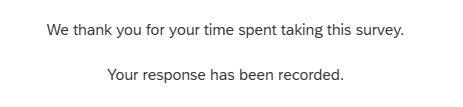 We thank you for your time spent taking this survey.
Your response has been recorded.